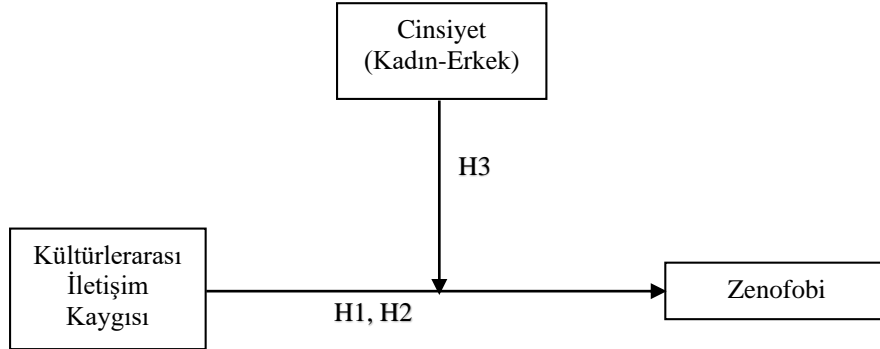 Cinsiyet
(Kadın-Erkek)
H3
Kültürlerarası
İletişim
Kaygısı
H1, H2
Zenofobi